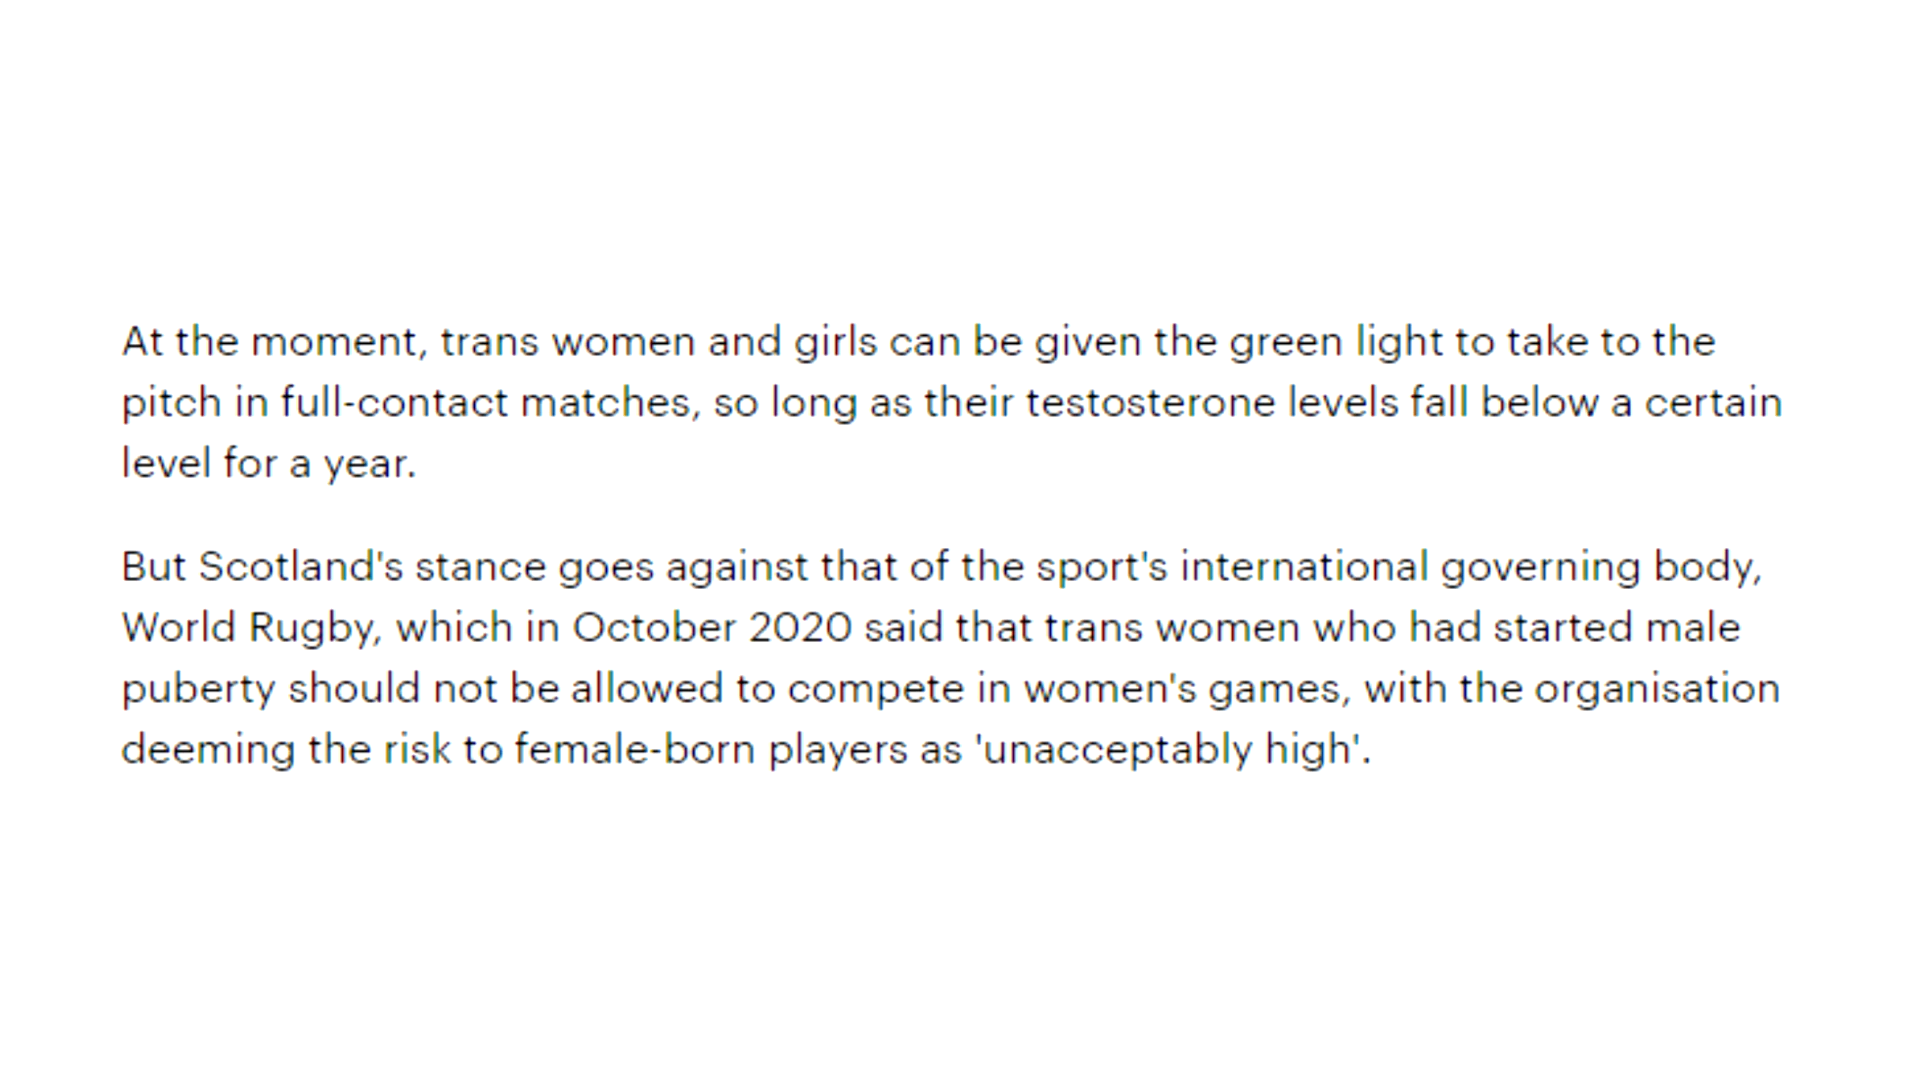 At the moment, trans women and girls can be given the green light to take to the
pitch in full-contact matches, so long as their testosterone levels fall below a certain
level for a year.
But Scotland's stance goes against that of the sport's international governing body,
World Rugby, which in October 2020 said that trans women who had started male
puberty should not be allowed to compete in women's games, with the organisation
deeming the risk to female-born players as 'unacceptably high'.